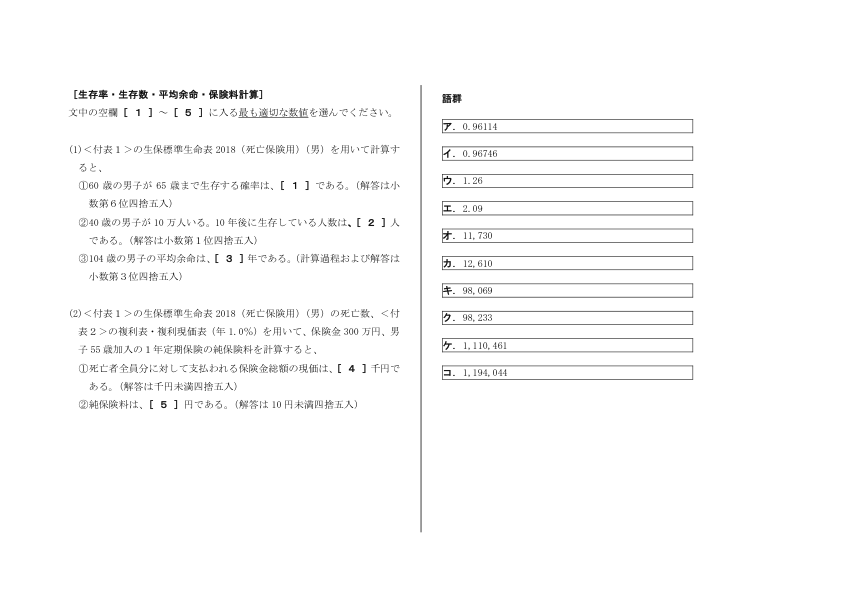 ［生存率・生存数・平均余命・保険料計算］
文中の空欄［ 1 ］～［ 5 ］に入る最も適切な数値を選んでください。
(1)＜付表１＞の生保標準生命表 2018（死亡保険用）（男）を用いて計算す
ると、
①60 歳の男子が 65 歳まで生存する確率は、［ 1 ］である。（解答は小
数第６位四捨五入）
②40 歳の男子が 10 万人いる。10 年後に生存している人数は、［ 2 ］人
である。（解答は小数第１位四捨五入）
③104 歳の男子の平均余命は、［ 3 ］年である。（計算過程および解答は
小数第３位四捨五入）
(2)＜付表１＞の生保標準生命表 2018（死亡保険用）（男）の死亡数、＜付
表２＞の複利表・複利現価表（年 1.0%）を用いて、保険金 300 万円、男
子 55 歳加入の１年定期保険の純保険料を計算すると、
①死亡者全員分に対して支払われる保険金総額の現価は、［ 4 ］千円で
ある。（解答は千円未満四捨五入）
②純保険料は、［ 5 ］円である。（解答は 10 円未満四捨五入）
語群
ア．0.96114
イ．0.96746
ウ．1.26
エ．2.09
オ．11,730
カ．12,610
キ．98,069
ク．98,233
ケ．1,110,461
コ．1,194,044